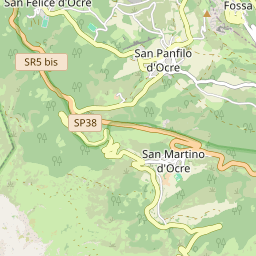 San Felice d'Ocre
Fossa
San Panfilo
d'Ocre
SR5 bis
SP38
San Martino
d'Ocre